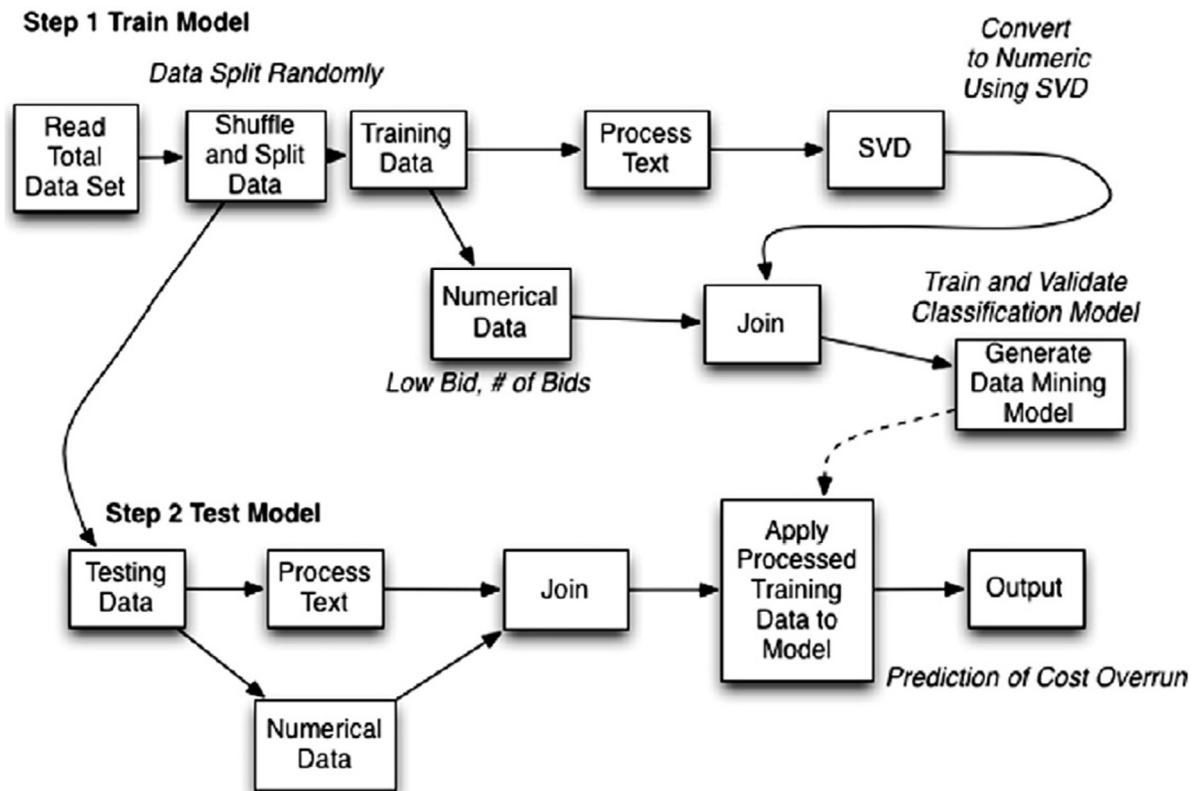 Step 1 Train Model
Data Split Randomly
Convert
to Numeric
Using SVD
Read
Total
Data Set
Shuffle
and Split
Data
Training
Data
Process
Text
SVD
Numerical
Data
Low Bid, # of Bids
Join
Train and Validate
Classification Model
Generate
Data Mining
Model
Step 2 Test Model
Testing
Data
Process
Text
Numerical
Data
Join
Apply
Processed
Training
Data to
Model
Output
Prediction of Cost Overrun